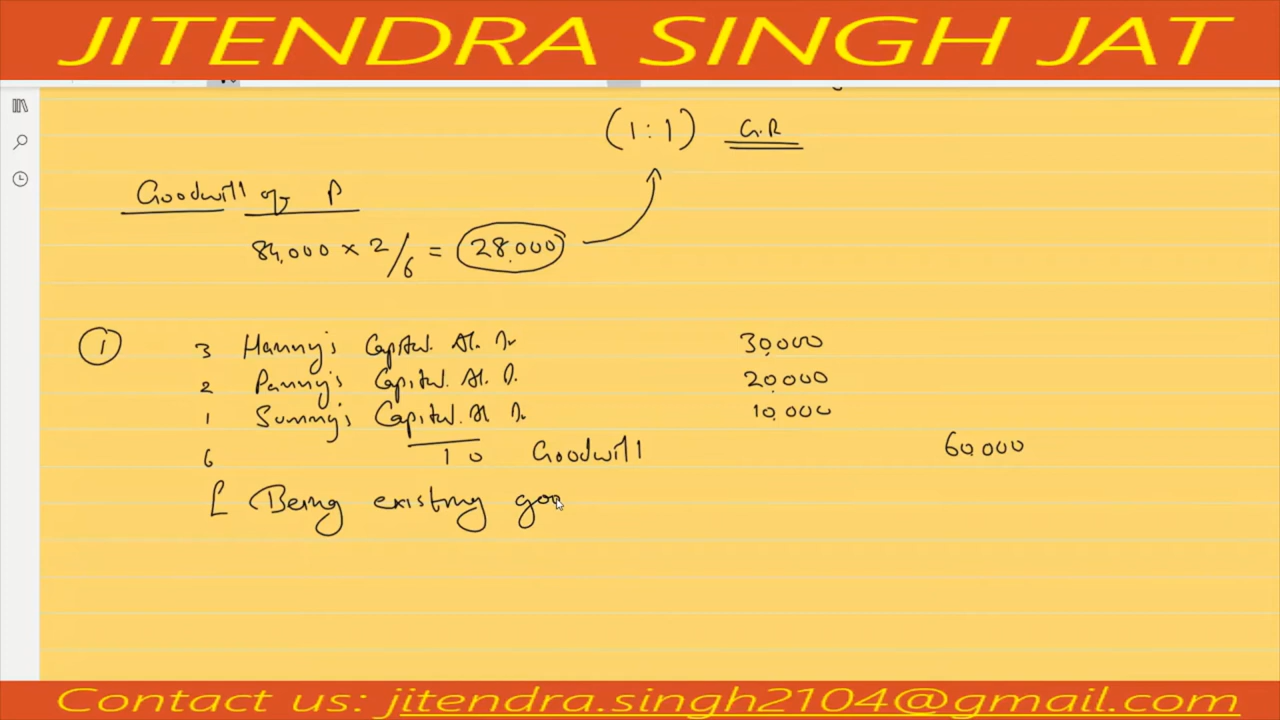 JITENDRA SINGH JAT
(1:1) G.R
Goodwill of P
84,000 × 2/6 = 28,000
① 3 Hanny's Capital A/c. Dr 30,000
2 Panny's Capital. A/c. D. 20,000
1 Sunny's Capital. A/c Dr. 10,000
6 To Goodwill 60,000
[ Being existing goo
Contact us: jitendra.singh2104@gmail.com